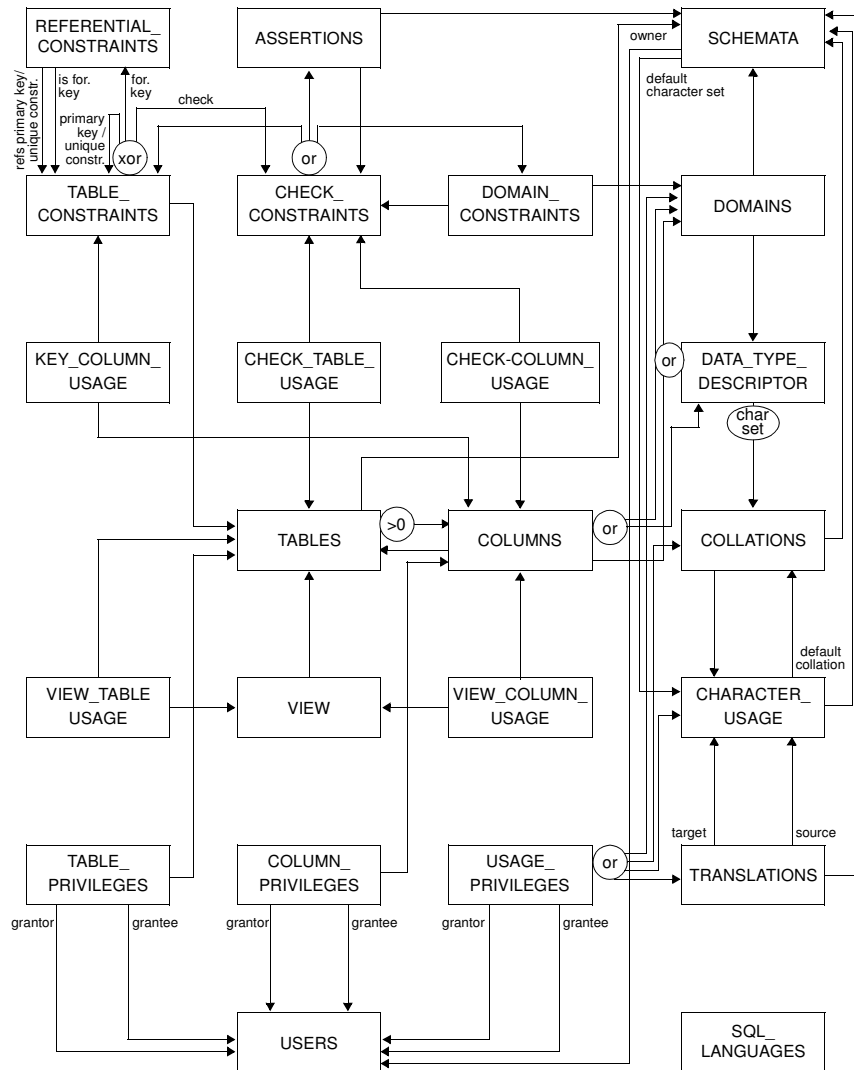 REFERENTIAL_
CONSTRAINTS
ASSERTIONS
owner
SCHEMATA
refs primary key/
unique constr.
is for.
key
for.
key
check
default
character set
primary
key /
unique
constr.
xor
or
TABLE_
CONSTRAINTS
CHECK_
CONSTRAINTS
DOMAIN_
CONSTRAINTS
DOMAINS
KEY_COLUMN_
USAGE
CHECK_TABLE_
USAGE
CHECK-COLUMN_
USAGE
or
DATA_TYPE_
DESCRIPTOR
char
set
TABLES
>0
COLUMNS
or
COLLATIONS
default
collation
VIEW_TABLE
USAGE
VIEW
VIEW_COLUMN_
USAGE
CHARACTER_
USAGE
target
source
TABLE_
PRIVILEGES
COLUMN_
PRIVILEGES
USAGE_
PRIVILEGES
or
TRANSLATIONS
grantor
grantee
grantor
grantee
grantor
grantee
USERS
SQL_
LANGUAGES